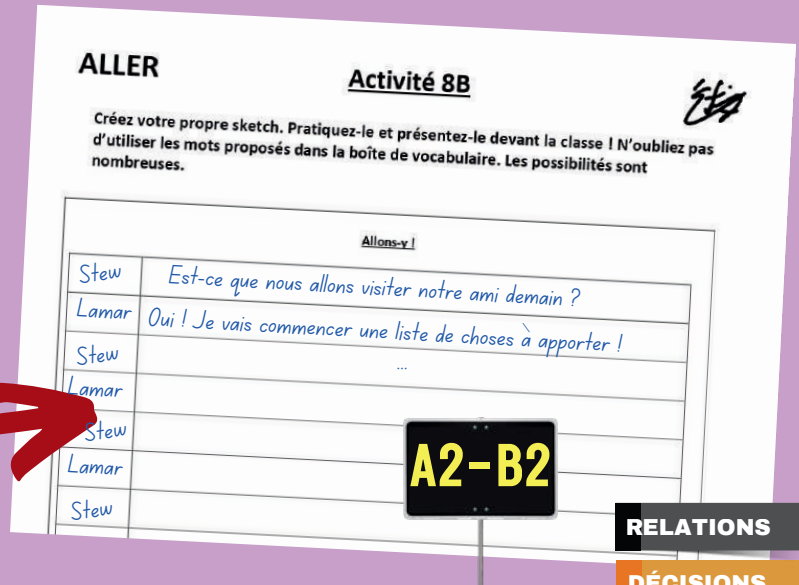 ALLER
Activité 8B
Créez votre propre sketch. Pratiquez-le et présentez-le devant la classe ! N'oubliez pas
d'utiliser les mots proposés dans la boîte de vocabulaire. Les possibilités sont
nombreuses.
Allons-y !
Stew Est-ce que nous allons visiter notre ami demain ?
Lamar Oui ! Je vais commencer une liste de choses à apporter !
Stew ...
Lamar
Stew
Lamar
Stew
A2-B2
RELATIONS
DÉCISIONS